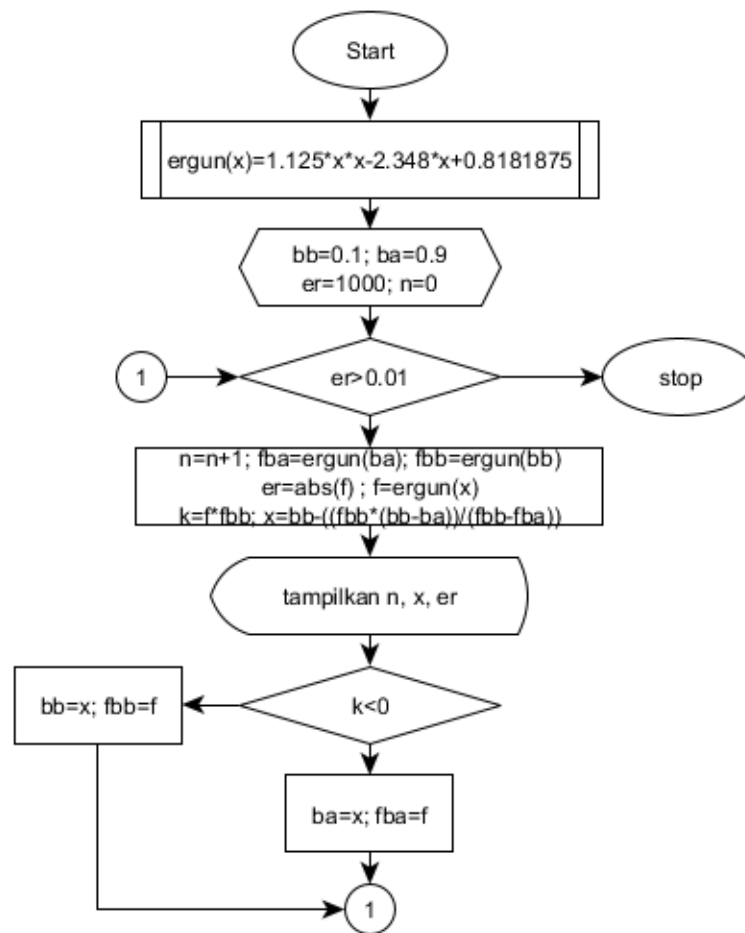 Start
ergun(x)=1.125*x*x-2.348*x+0.8181875
bb=0.1; ba=0.9
er=1000; n=0
1
er>0.01
stop
n=n+1; fba=ergun(ba); fbb=ergun(bb)
er=abs(f) ; f=ergun(x)
k=f*fbb; x=bb-((fbb*(bb-ba))/(fbb-fba))
tampilkan n, x, er
bb=x; fbb=f
k<0
ba=x; fba=f
1